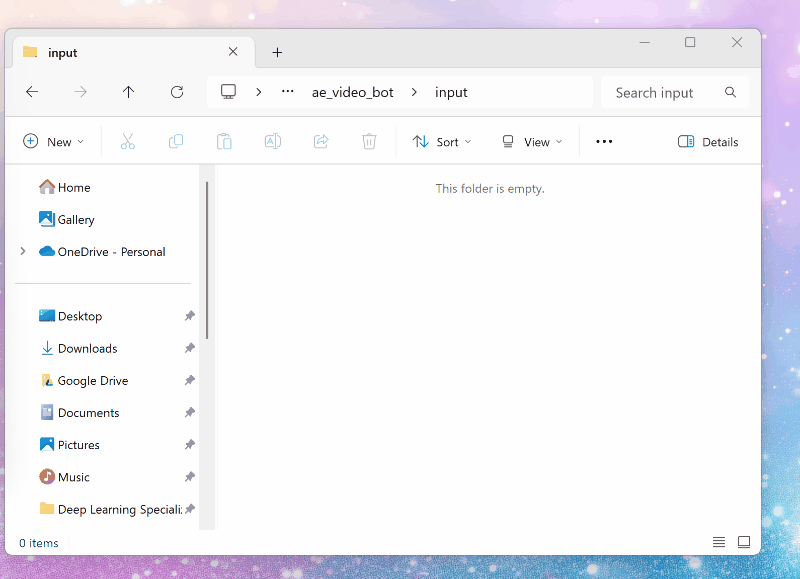 input
ae_video_bot
input
Search input
New
Sort
View
Details
This folder is empty.
Home
Gallery
OneDrive - Personal
Desktop
Downloads
Google Drive
Documents
Pictures
Music
Deep Learning Speciali
0 items